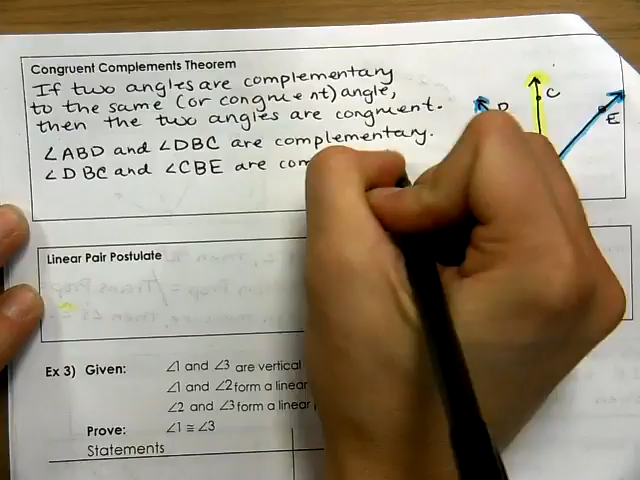 Congruent Complements Theorem
If two angles are complementary
to the same (or congruent) angle,
then the two angles are congruent.
∠ABD and ∠DBC are complementary.
∠DBC and ∠CBE are com
C
D
E
Linear Pair Postulate
Ex 3) Given: ∠1 and ∠3 are vertical
∠1 and ∠2 form a linear
∠2 and ∠3 form a linear
Prove: ∠1 ≅ ∠3
Statements